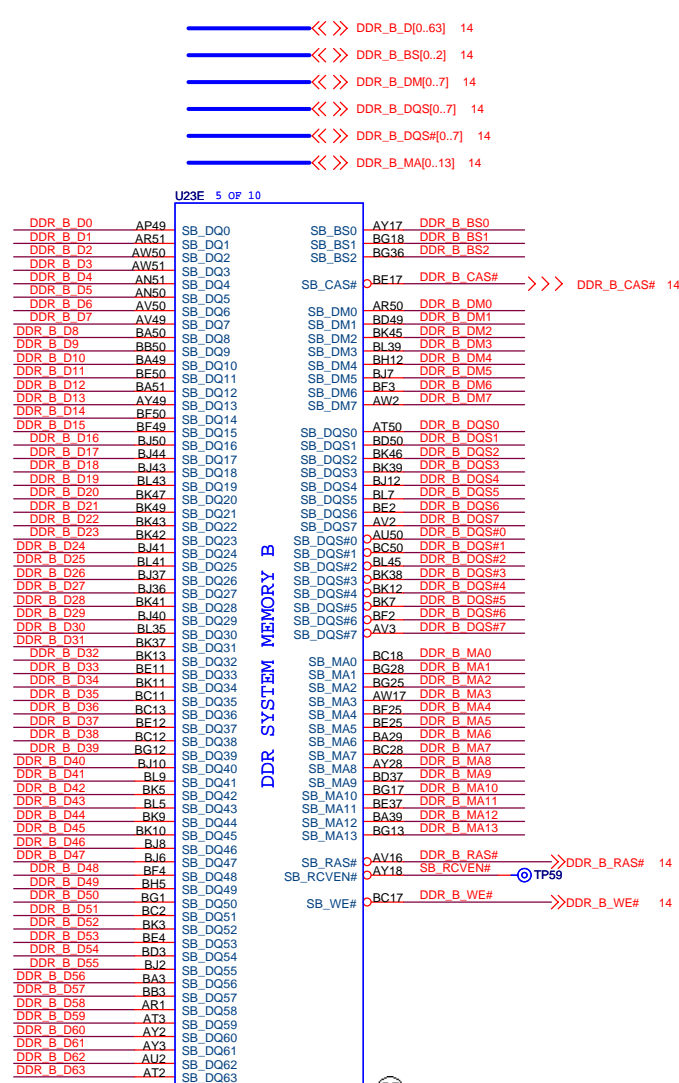 DDR_B_D[0..63] 14
DDR_B_BS[0..2] 14
DDR_B_DM[0..7] 14
DDR_B_DQS[0..7] 14
DDR_B_DQS#[0..7] 14
DDR_B_MA[0..13] 14
U23E 5 OF 10
DDR_B_D0 AP49 SB_DQ0
DDR_B_D1 AR51 SB_DQ1
DDR_B_D2 AW50 SB_DQ2
DDR_B_D3 AW51 SB_DQ3
DDR_B_D4 AN51 SB_DQ4
DDR_B_D5 AN50 SB_DQ5
DDR_B_D6 AV50 SB_DQ6
DDR_B_D7 AV49 SB_DQ7
DDR_B_D8 BA50 SB_DQ8
DDR_B_D9 BB50 SB_DQ9
DDR_B_D10 BA49 SB_DQ10
DDR_B_D11 BE50 SB_DQ11
DDR_B_D12 BA51 SB_DQ12
DDR_B_D13 AY49 SB_DQ13
DDR_B_D14 BF50 SB_DQ14
DDR_B_D15 BF49 SB_DQ15
DDR_B_D16 BJ50 SB_DQ16
DDR_B_D17 BJ44 SB_DQ17
DDR_B_D18 BJ43 SB_DQ18
DDR_B_D19 BL43 SB_DQ19
DDR_B_D20 BK47 SB_DQ20
DDR_B_D21 BK49 SB_DQ21
DDR_B_D22 BK43 SB_DQ22
DDR_B_D23 BK42 SB_DQ23
DDR_B_D24 BJ41 SB_DQ24
DDR_B_D25 BL41 SB_DQ25
DDR_B_D26 BJ37 SB_DQ26
DDR_B_D27 BJ36 SB_DQ27
DDR_B_D28 BK41 SB_DQ28
DDR_B_D29 BJ40 SB_DQ29
DDR_B_D30 BL35 SB_DQ30
DDR_B_D31 BK37 SB_DQ31
DDR_B_D32 BK13 SB_DQ32
DDR_B_D33 BE11 SB_DQ33
DDR_B_D34 BK11 SB_DQ34
DDR_B_D35 BC11 SB_DQ35
DDR_B_D36 BC13 SB_DQ36
DDR_B_D37 BE12 SB_DQ37
DDR_B_D38 BC12 SB_DQ38
DDR_B_D39 BG12 SB_DQ39
DDR_B_D40 BJ10 SB_DQ40
DDR_B_D41 BL9 SB_DQ41
DDR_B_D42 BK5 SB_DQ42
DDR_B_D43 BL5 SB_DQ43
DDR_B_D44 BK9 SB_DQ44
DDR_B_D45 BK10 SB_DQ45
DDR_B_D46 BJ8 SB_DQ46
DDR_B_D47 BJ6 SB_DQ47
DDR_B_D48 BF4 SB_DQ48
DDR_B_D49 BH5 SB_DQ49
DDR_B_D50 BG1 SB_DQ50
DDR_B_D51 BC2 SB_DQ51
DDR_B_D52 BK3 SB_DQ52
DDR_B_D53 BE4 SB_DQ53
DDR_B_D54 BD3 SB_DQ54
DDR_B_D55 BJ2 SB_DQ55
DDR_B_D56 BA3 SB_DQ56
DDR_B_D57 BB3 SB_DQ57
DDR_B_D58 AR1 SB_DQ58
DDR_B_D59 AT3 SB_DQ59
DDR_B_D60 AY2 SB_DQ60
DDR_B_D61 AY3 SB_DQ61
DDR_B_D62 AU2 SB_DQ62
DDR_B_D63 AT2 SB_DQ63
DDR SYSTEM MEMORY B
SB_BS0 AY17 DDR_B_BS0
SB_BS1 BG18 DDR_B_BS1
SB_BS2 BG36 DDR_B_BS2
SB_CAS# BE17 DDR_B_CAS# DDR_B_CAS# 14
SB_DM0 AR50 DDR_B_DM0
SB_DM1 BD49 DDR_B_DM1
SB_DM2 BK45 DDR_B_DM2
SB_DM3 BL39 DDR_B_DM3
SB_DM4 BH12 DDR_B_DM4
SB_DM5 BJ7 DDR_B_DM5
SB_DM6 BF3 DDR_B_DM6
SB_DM7 AW2 DDR_B_DM7
SB_DQS0 AT50 DDR_B_DQS0
SB_DQS1 BD50 DDR_B_DQS1
SB_DQS2 BK46 DDR_B_DQS2
SB_DQS3 BK39 DDR_B_DQS3
SB_DQS4 BJ12 DDR_B_DQS4
SB_DQS5 BL7 DDR_B_DQS5
SB_DQS6 BE2 DDR_B_DQS6
SB_DQS7 AV2 DDR_B_DQS7
SB_DQS#0 AU50 DDR_B_DQS#0
SB_DQS#1 BC50 DDR_B_DQS#1
SB_DQS#2 BL45 DDR_B_DQS#2
SB_DQS#3 BK38 DDR_B_DQS#3
SB_DQS#4 BK12 DDR_B_DQS#4
SB_DQS#5 BK7 DDR_B_DQS#5
SB_DQS#6 BF2 DDR_B_DQS#6
SB_DQS#7 AV3 DDR_B_DQS#7
SB_MA0 BC18 DDR_B_MA0
SB_MA1 BG28 DDR_B_MA1
SB_MA2 BG25 DDR_B_MA2
SB_MA3 AW17 DDR_B_MA3
SB_MA4 BF25 DDR_B_MA4
SB_MA5 BE25 DDR_B_MA5
SB_MA6 BA29 DDR_B_MA6
SB_MA7 BC28 DDR_B_MA7
SB_MA8 AY28 DDR_B_MA8
SB_MA9 BD37 DDR_B_MA9
SB_MA10 BG17 DDR_B_MA10
SB_MA11 BE37 DDR_B_MA11
SB_MA12 BA39 DDR_B_MA12
SB_MA13 BG13 DDR_B_MA13
SB_RAS# AV16 DDR_B_RAS# DDR_B_RAS# 14
SB_RCVEN# AY18 SB_RCVEN# TP59
SB_WE# BC17 DDR_B_WE# DDR_B_WE# 14